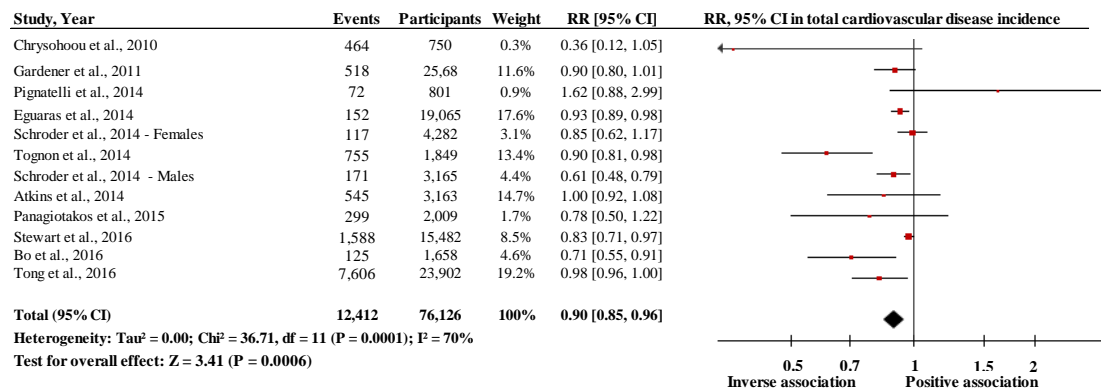 Study, Year Events Participants Weight RR [95% CI] RR, 95% CI in total cardiovascular disease incidence
Chrysohoou et al., 2010 464 750 0.3% 0.36 [0.12, 1.05]
Gardener et al., 2011 518 25,68 11.6% 0.90 [0.80, 1.01]
Pignatelli et al., 2014 72 801 0.9% 1.62 [0.88, 2.99]
Eguaras et al., 2014 152 19,065 17.6% 0.93 [0.89, 0.98]
Schroder et al., 2014 - Females 117 4,282 3.1% 0.85 [0.62, 1.17]
Tognon et al., 2014 755 1,849 13.4% 0.90 [0.81, 0.98]
Schroder et al., 2014 - Males 171 3,165 4.4% 0.61 [0.48, 0.79]
Atkins et al., 2014 545 3,163 14.7% 1.00 [0.92, 1.08]
Panagiotakos et al., 2015 299 2,009 1.7% 0.78 [0.50, 1.22]
Stewart et al., 2016 1,588 15,482 8.5% 0.83 [0.71, 0.97]
Bo et al., 2016 125 1,658 4.6% 0.71 [0.55, 0.91]
Tong et al., 2016 7,606 23,902 19.2% 0.98 [0.96, 1.00]
Total (95% CI) 12,412 76,126 100% 0.90 [0.85, 0.96]
Heterogeneity: Tau² = 0.00; Chi² = 36.71, df = 11 (P = 0.0001); I² = 70%
Test for overall effect: Z = 3.41 (P = 0.0006)
0.5 0.7 1 1.5 2
Inverse association Positive association